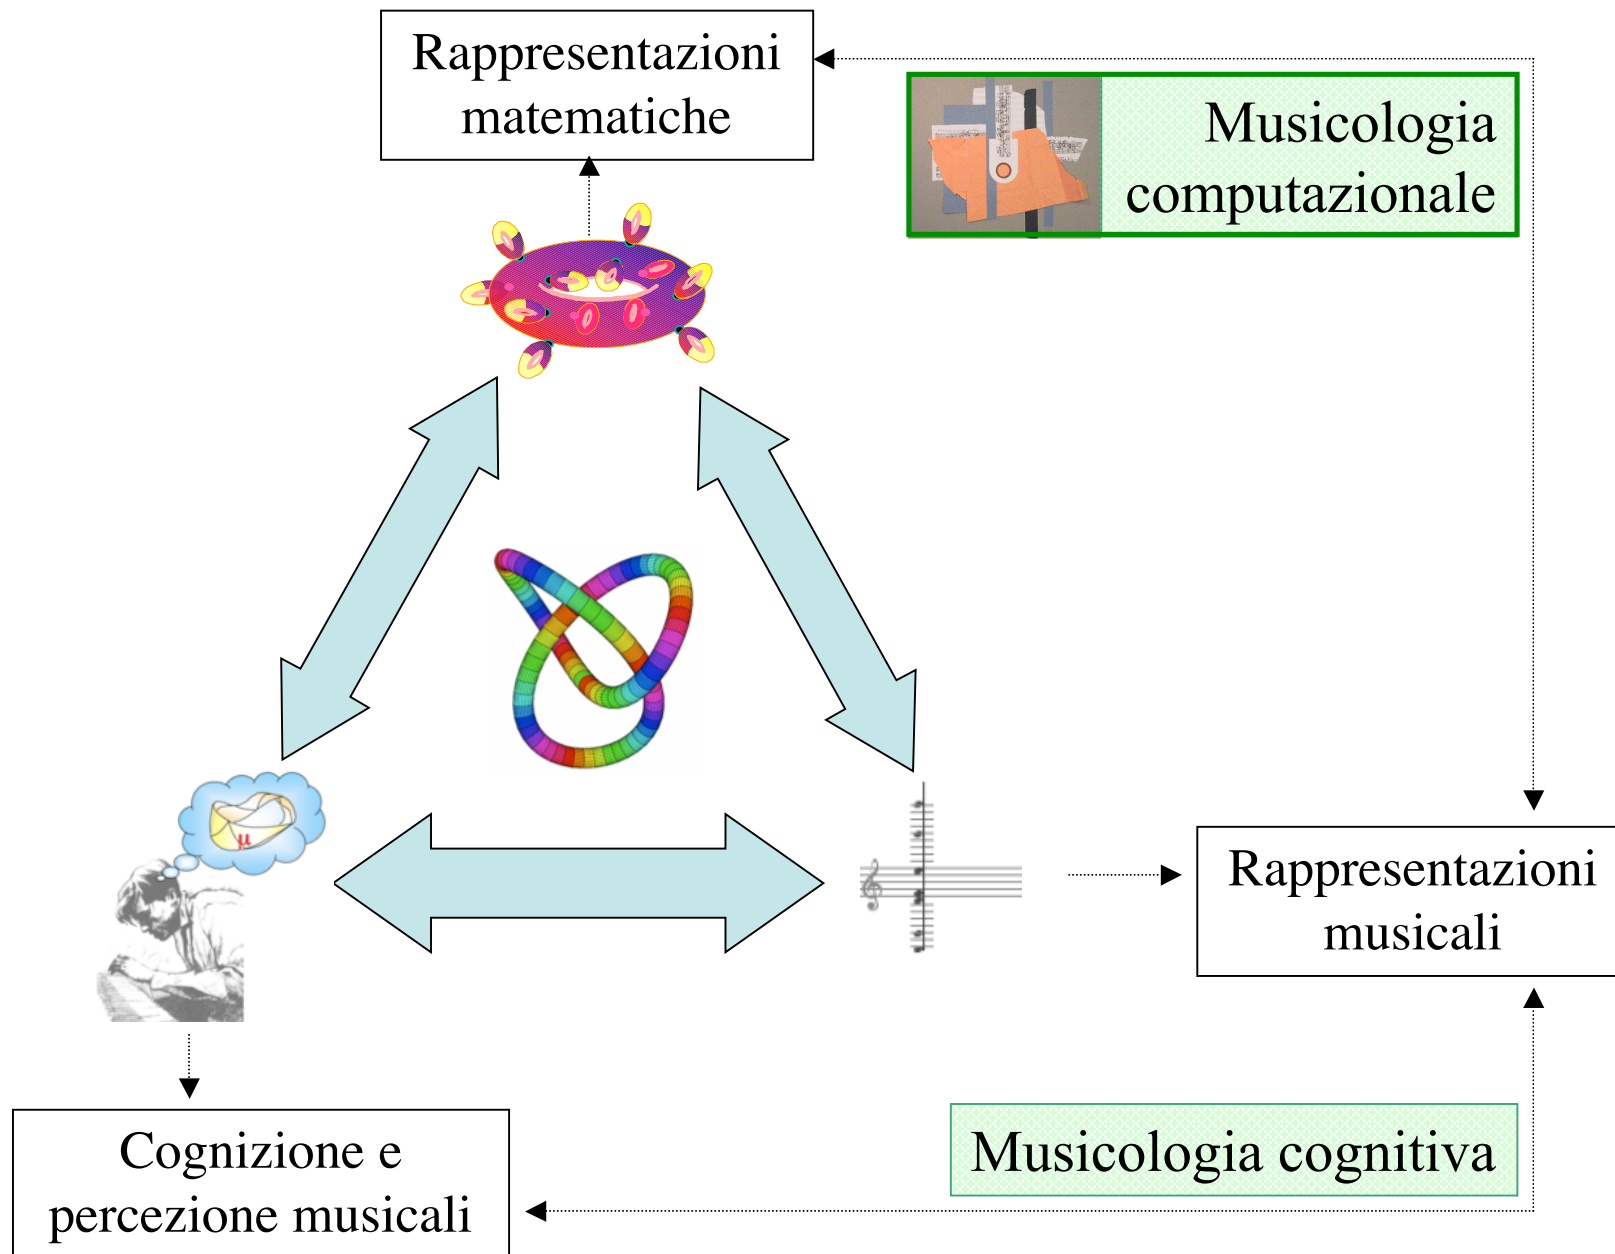 Rappresentazioni
matematiche
Musicologia
computazionale
μ
Rappresentazioni
musicali
Cognizione e
percezione musicali
Musicologia cognitiva